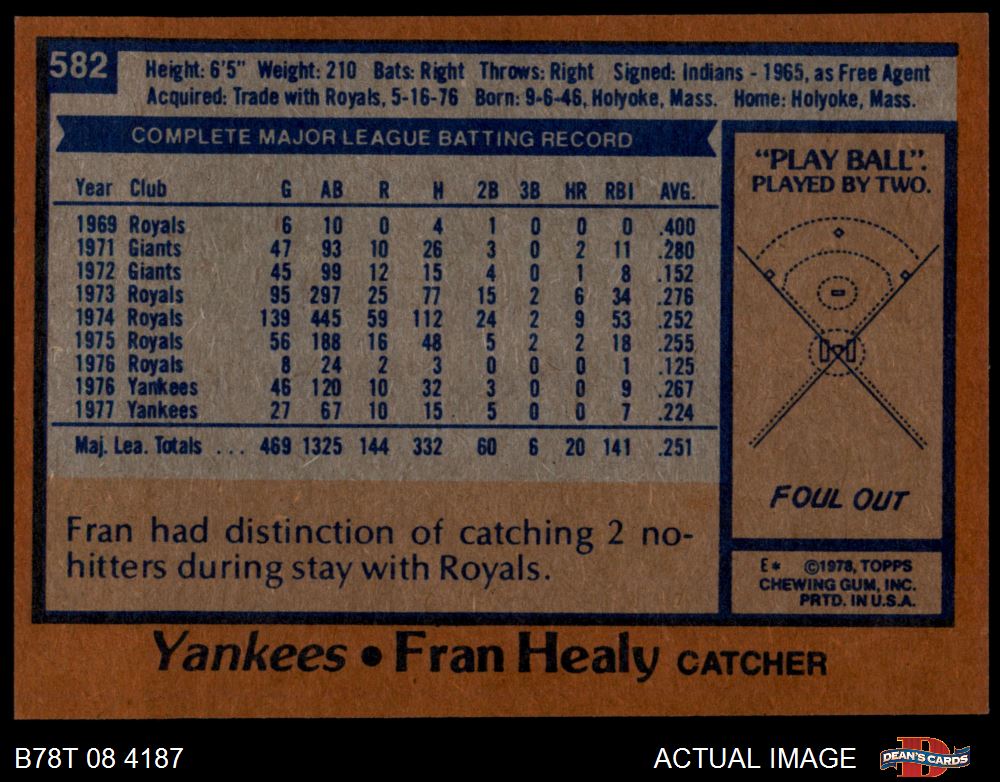 582
Height: 6'5" Weight: 210 Bats: Right Throws: Right Signed: Indians - 1965, as Free Agent
Acquired: Trade with Royals, 5-16-76 Born: 9-6-46, Holyoke, Mass. Home: Holyoke, Mass.
COMPLETE MAJOR LEAGUE BATTING RECORD
Year Club G AB R H 2B 3B HR RBI AVG.
1969 Royals 6 10 0 4 1 0 0 0 .400
1971 Giants 47 93 10 26 3 0 2 11 .280
1972 Giants 45 99 12 15 4 0 1 8 .152
1973 Royals 95 297 25 77 15 2 6 34 .276
1974 Royals 139 445 59 112 24 2 9 53 .252
1975 Royals 56 188 16 48 5 2 2 18 .255
1976 Royals 8 24 2 3 0 0 0 1 .125
1976 Yankees 46 120 10 32 3 0 0 9 .267
1977 Yankees 27 67 10 15 5 0 0 7 .224
Maj. Lea. Totals ... 469 1325 144 332 60 6 20 141 .251
Fran had distinction of catching 2 no-
hitters during stay with Royals.
"PLAY BALL".
PLAYED BY TWO.
FOUL OUT
E* ©1978, TOPPS
CHEWING GUM, INC.
PRTD. IN U.S.A.
Yankees • Fran Healy CATCHER
B78T 08 4187
ACTUAL IMAGE
D
DEAN'S CARDS